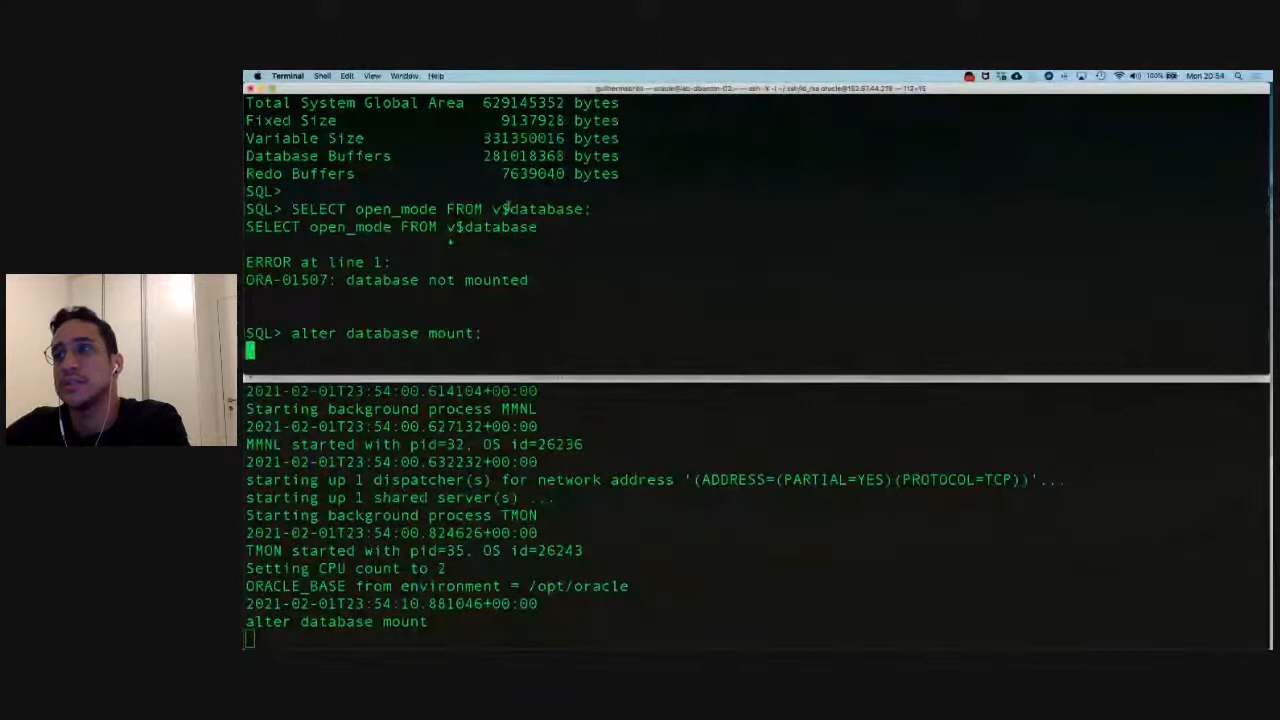 Terminal Shell Edit View Window Help
100% Mon 20:54
Total System Global Area 629145352 bytes
Fixed Size 9137928 bytes
Variable Size 331350016 bytes
Database Buffers 281018368 bytes
Redo Buffers 7639040 bytes
SQL>
SQL> SELECT open_mode FROM v$database;
SELECT open_mode FROM v$database
*
ERROR at line 1:
ORA-01507: database not mounted
SQL> alter database mount;
2021-02-01T23:54:00.614104+00:00
Starting background process MMNL
2021-02-01T23:54:00.627132+00:00
MMNL started with pid=32, OS id=26236
2021-02-01T23:54:00.632232+00:00
starting up 1 dispatcher(s) for network address '(ADDRESS=(PARTIAL=YES)(PROTOCOL=TCP))'...
starting up 1 shared server(s) ...
Starting background process TMON
2021-02-01T23:54:00.824626+00:00
TMON started with pid=35, OS id=26243
Setting CPU count to 2
ORACLE_BASE from environment = /opt/oracle
2021-02-01T23:54:10.881046+00:00
alter database mount